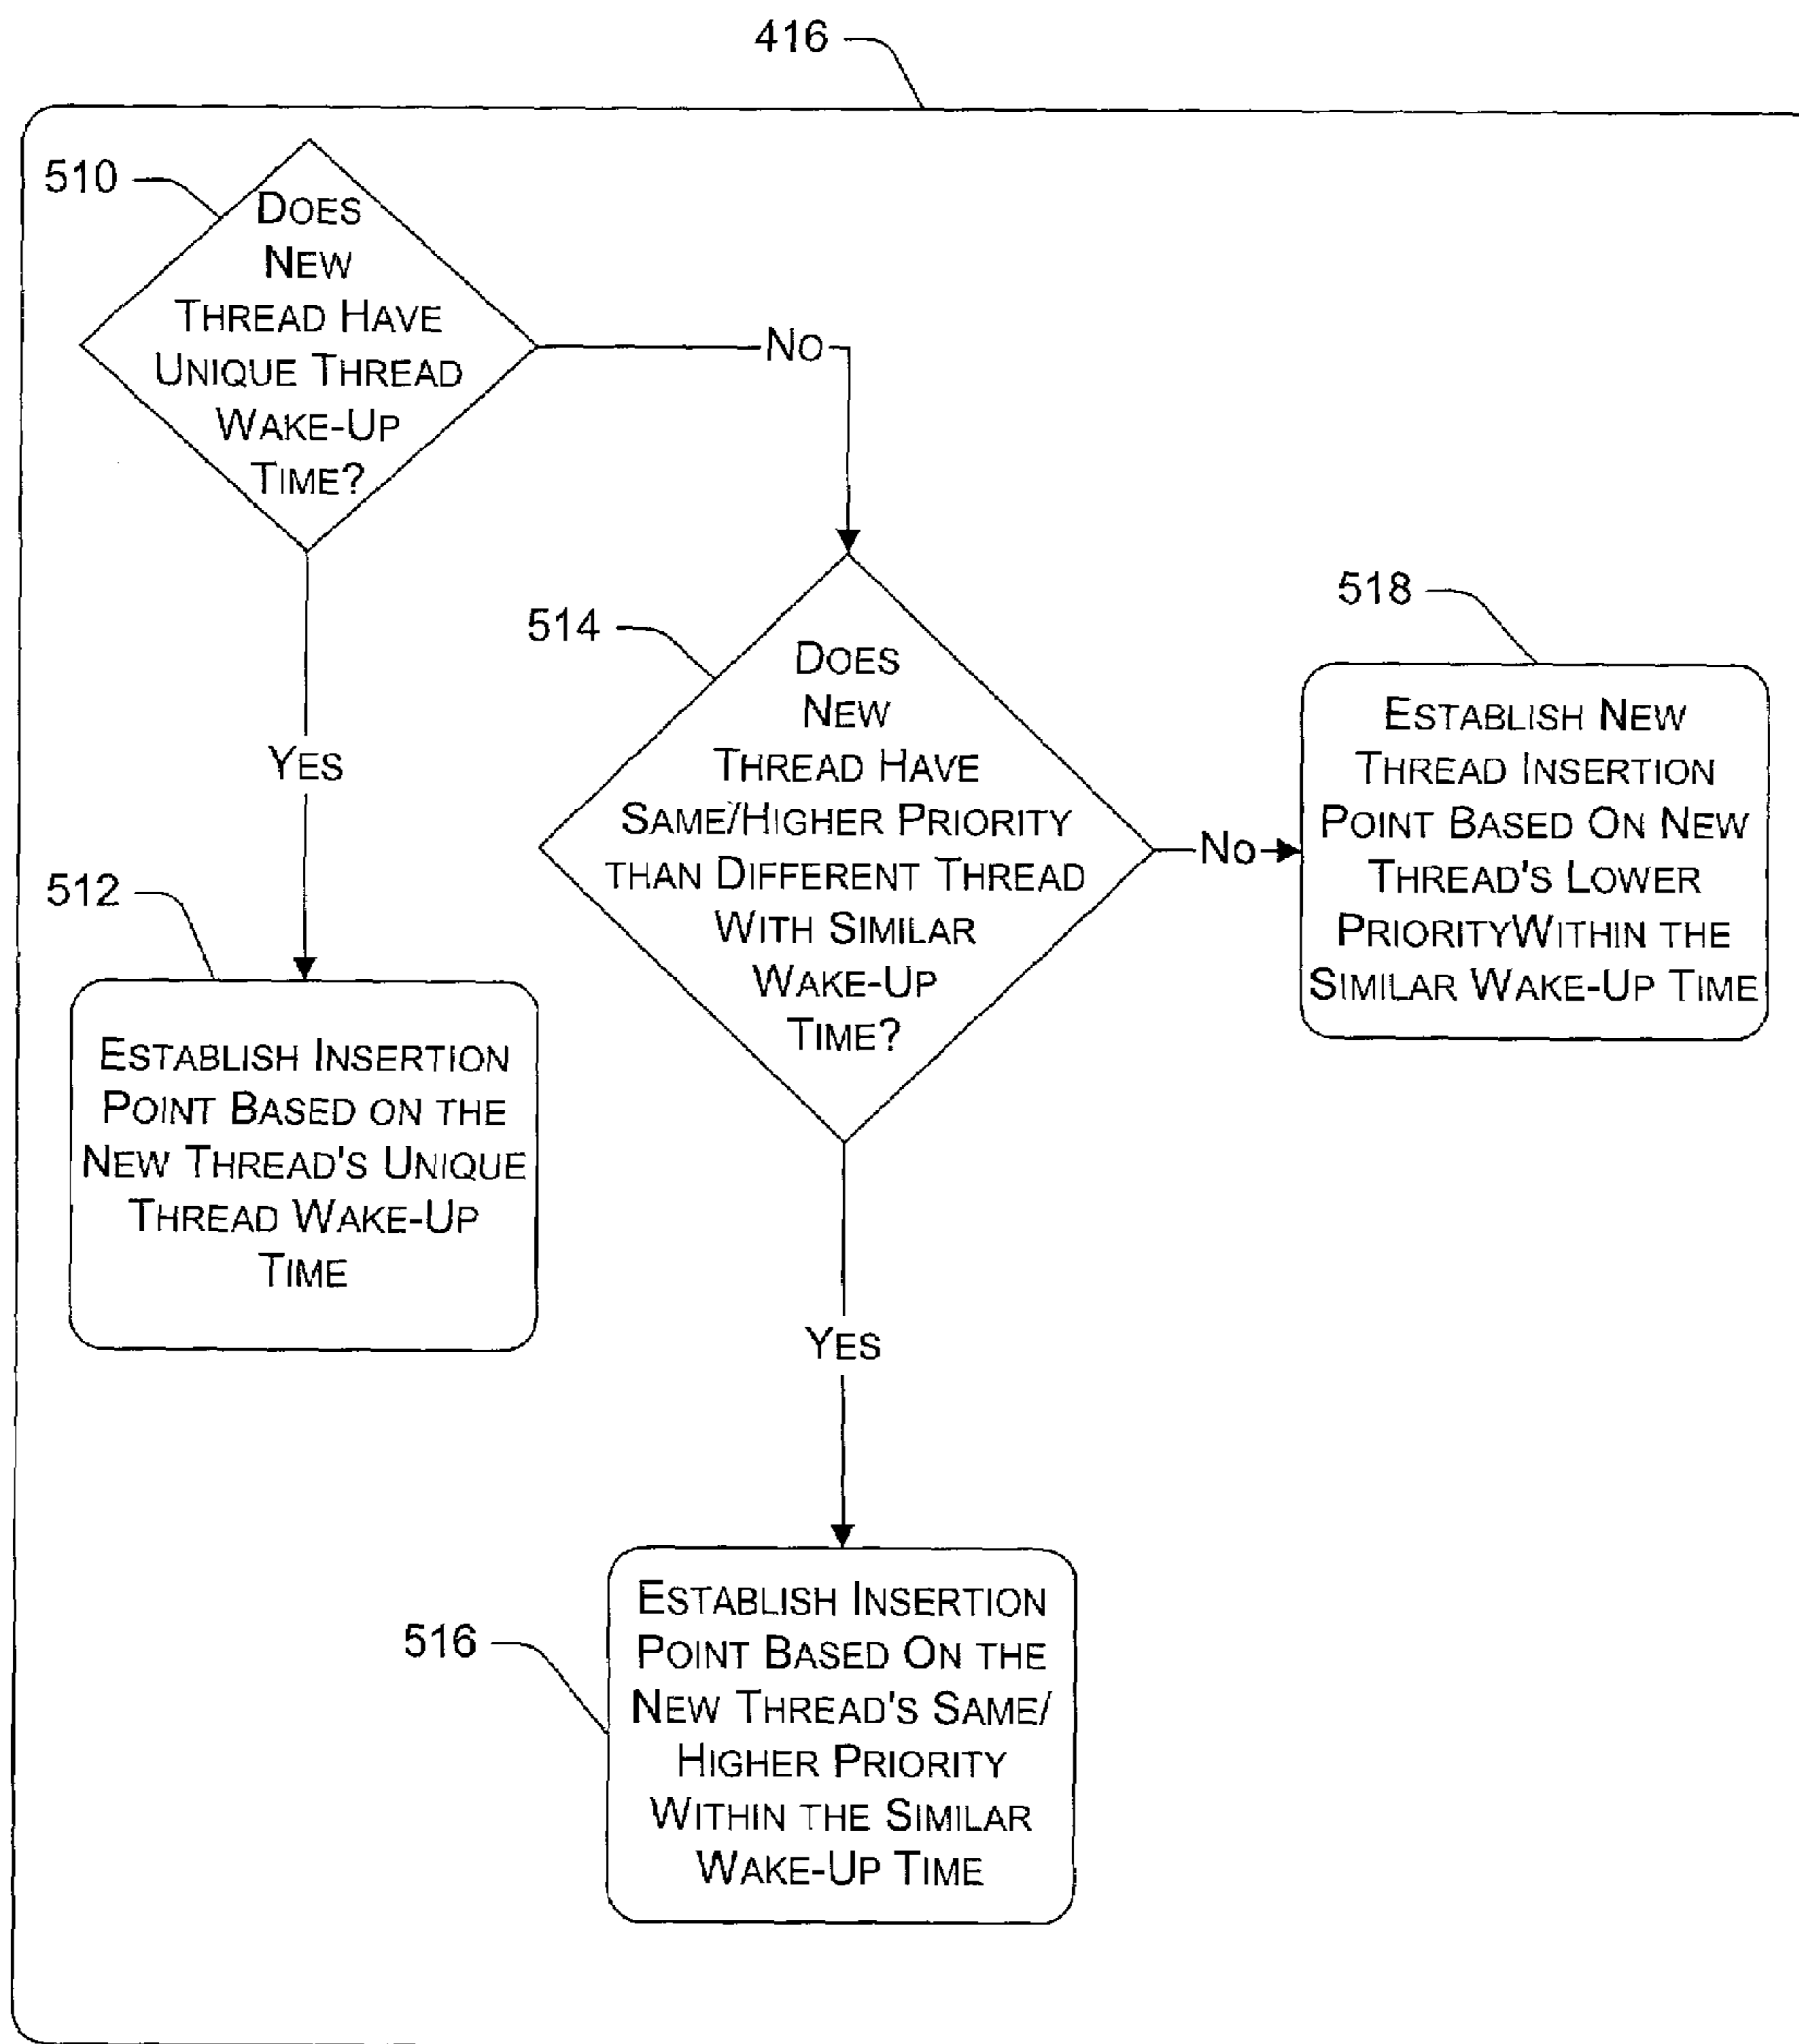 416
510
DOES
NEW
THREAD HAVE
UNIQUE THREAD
WAKE-UP
TIME?
NO
YES
514
DOES
NEW
THREAD HAVE
SAME/HIGHER PRIORITY
THAN DIFFERENT THREAD
WITH SIMILAR
WAKE-UP
TIME?
NO
518
ESTABLISH NEW
THREAD INSERTION
POINT BASED ON NEW
THREAD'S LOWER
PRIORITYWITHIN THE
SIMILAR WAKE-UP TIME
512
ESTABLISH INSERTION
POINT BASED ON THE
NEW THREAD'S UNIQUE
THREAD WAKE-UP
TIME
YES
516
ESTABLISH INSERTION
POINT BASED ON THE
NEW THREAD'S SAME/
HIGHER PRIORITY
WITHIN THE SIMILAR
WAKE-UP TIME